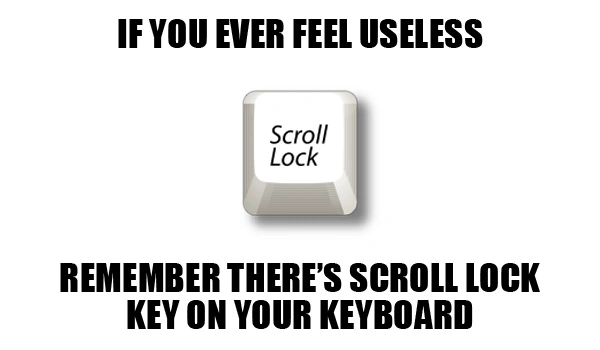 IF YOU EVER FEEL USELESS
Scroll
Lock
REMEMBER THERE'S SCROLL LOCK
KEY ON YOUR KEYBOARD